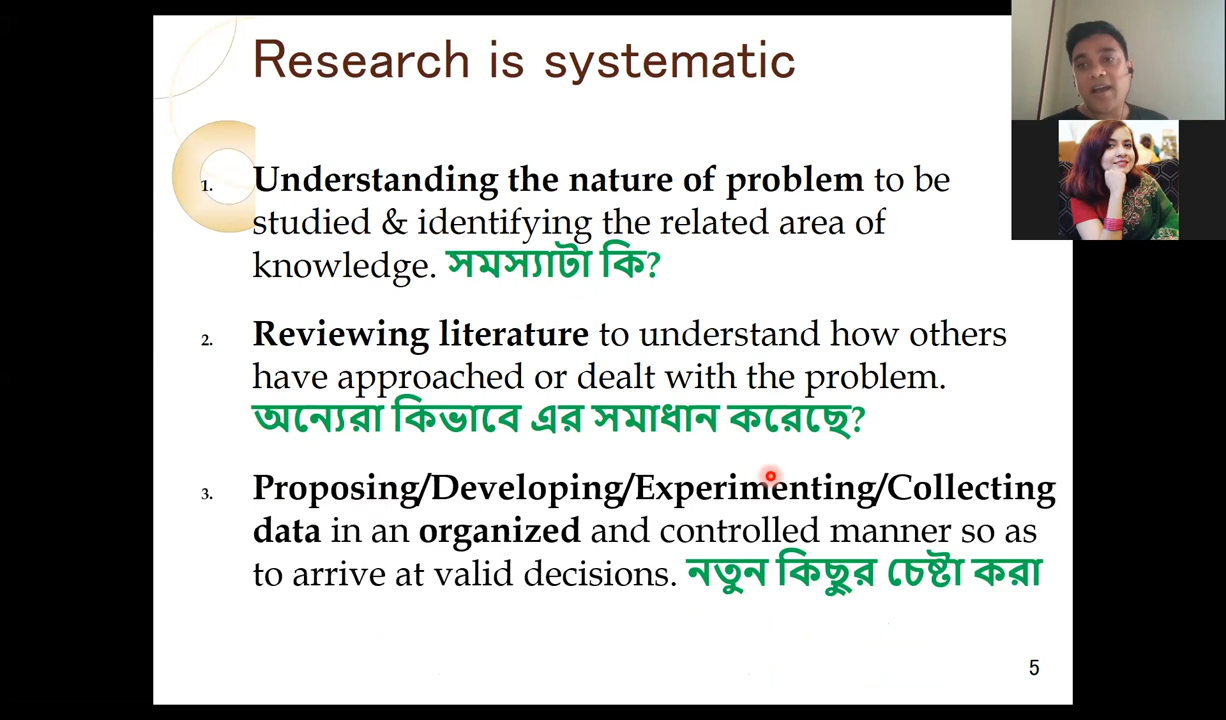 Research is systematic
1. Understanding the nature of problem to be
studied & identifying the related area of
knowledge. সমস্যাটা কি?
2. Reviewing literature to understand how others
have approached or dealt with the problem.
অন্যেরা কিভাবে এর সমাধান করেছে?
3. Proposing/Developing/Experimenting/Collecting
data in an organized and controlled manner so as
to arrive at valid decisions. নতুন কিছুর চেষ্টা করা
5